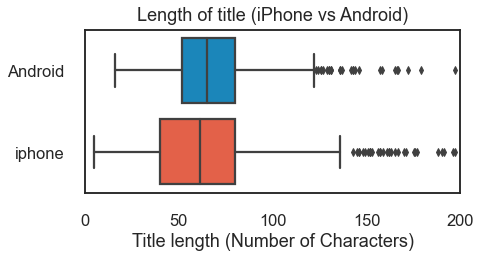 Length of title (iPhone vs Android)
Android
iphone
0 50 100 150 200
Title length (Number of Characters)